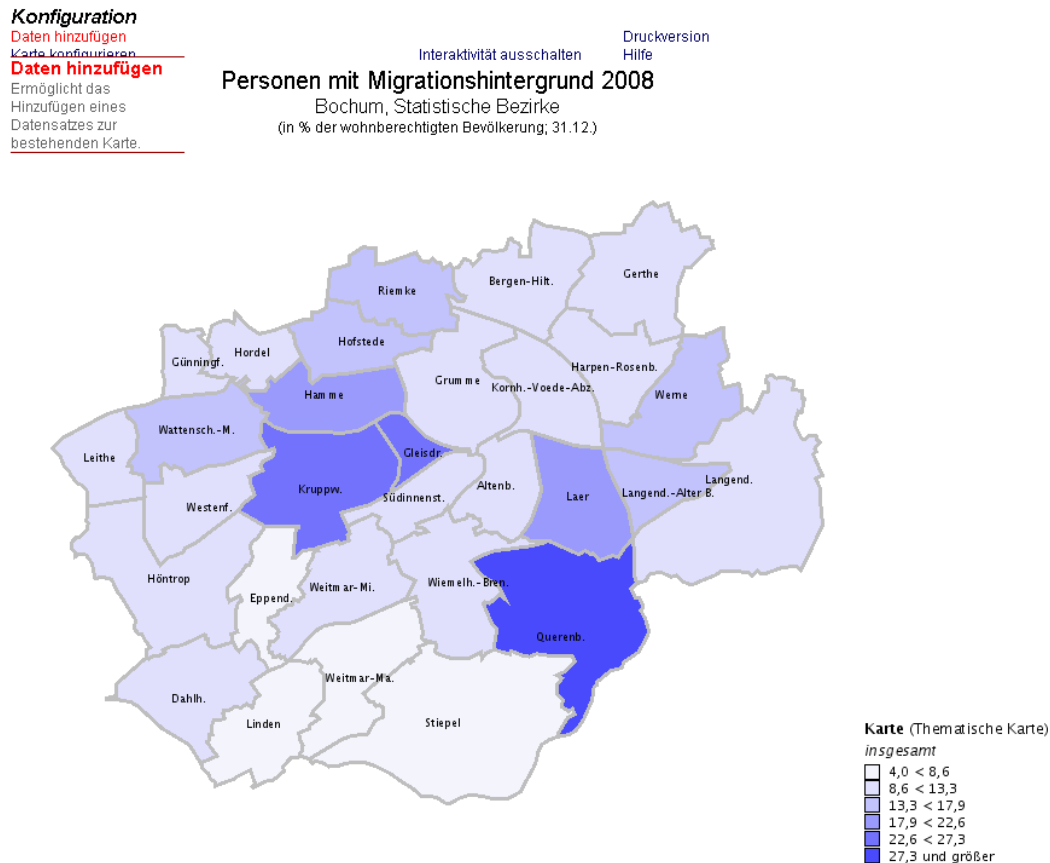 Konfiguration
Daten hinzufügen
Karte konfigurieren
Interaktivität ausschalten
Druckversion
Hilfe
Daten hinzufügen
Ermöglicht das
Hinzufügen eines
Datensatzes zur
bestehenden Karte.
Personen mit Migrationshintergrund 2008
Bochum, Statistische Bezirke
(in % der wohnberechtigten Bevölkerung; 31.12.)
Gerthe
Bergen-Hilt.
Riemke
Hofstede
Hordel
Günningf.
Harpen-Rosenb.
Grumme
Kornh.-Voede-Abz.
Hamme
Werne
Wattensch.-M.
Gleisdr.
Leithe
Langend.
Altenb.
Kruppw.
Langend.-Alter B.
Laer
Südinnenst.
Westenf.
Höntrop
Wiemelh.-Bren.
Weitmar-Mi.
Eppend.
Querenb.
Weitmar-Ma.
Dahlh.
Stiepel
Linden
Karte (Thematische Karte)
insgesamt
4,0 < 8,6
8,6 < 13,3
13,3 < 17,9
17,9 < 22,6
22,6 < 27,3
27,3 und größer